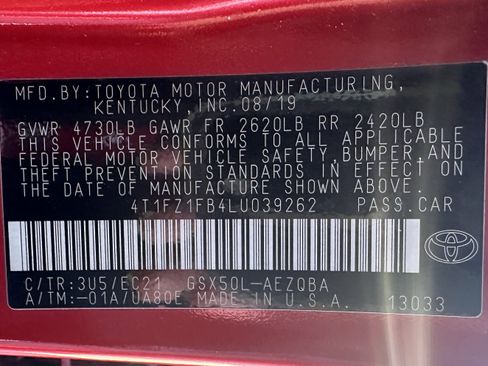 MFD.BY:TOYOTA MOTOR MANUFACTURING,
KENTUCKY, INC.08/19
GVWR 4730LB GAWR FR 2620LB RR 2420LB
THIS VEHICLE CONFORMS TO ALL APPLICABLE
FEDERAL MOTOR VEHICLE SAFETY, BUMPER, AND
THEFT PREVENTION STANDARDS IN EFFECT ON
THE DATE OF MANUFACTURE SHOWN ABOVE.
4T1FZ1FB4LU039262 PASS.CAR
C/TR:3U5/EC21 GSX50L-AEZQBA
A/TM:-01A/UA80E MADE IN U.S.A. 13033